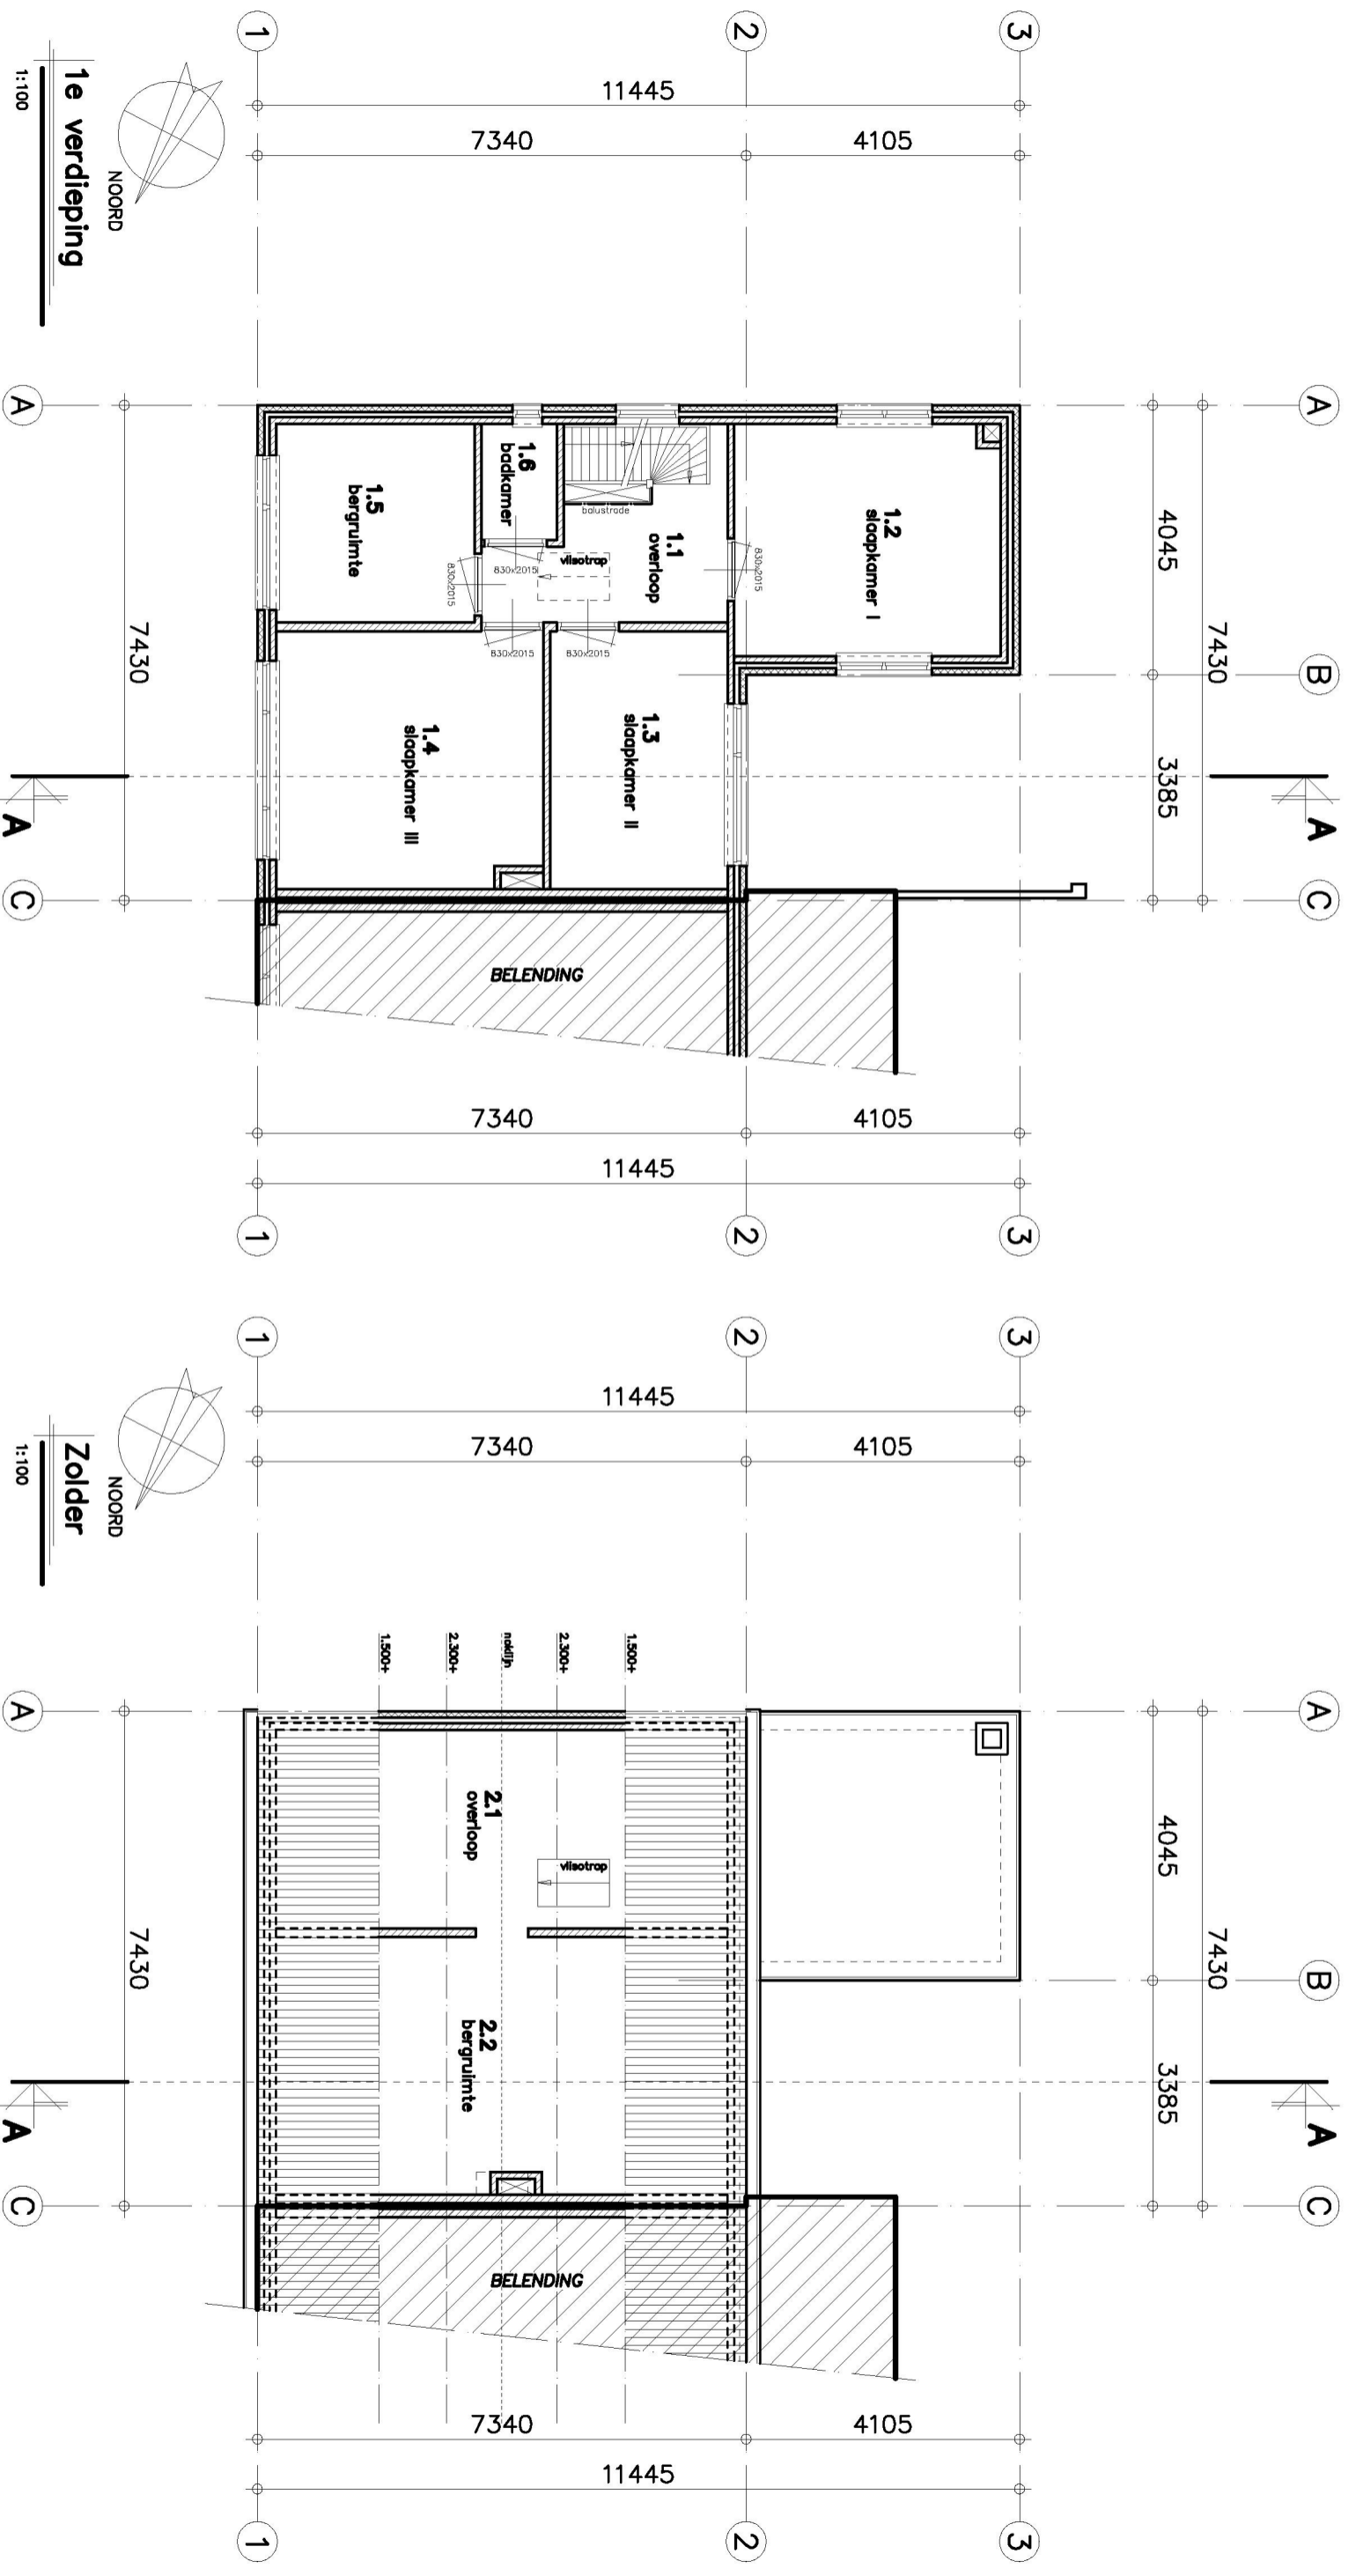 1
2
3
11445
7340
4105
NOORD
1e verdieping
1:100
A
A
B
C
4045
7430
3385
1.2
slaapkamer I
1.6
badkamer
1.5
bergruimte
balustrade
1.1
overloop
vlisotrap
830x2015
830x2015
830x2015
830x2015
830x2015
1.3
slaapkamer II
1.4
slaapkamer III
7430
A
A
C
BELENDING
7340
4105
11445
1
2
3
1
2
3
11445
7340
4105
NOORD
Zolder
1:100
1.500+
2.300+
noklijn
2.300+
1.500+
A
A
B
C
4045
7430
3385
2.1
overloop
vlisotrap
2.2
bergruimte
7430
A
A
C
BELENDING
7340
4105
11445
1
2
3